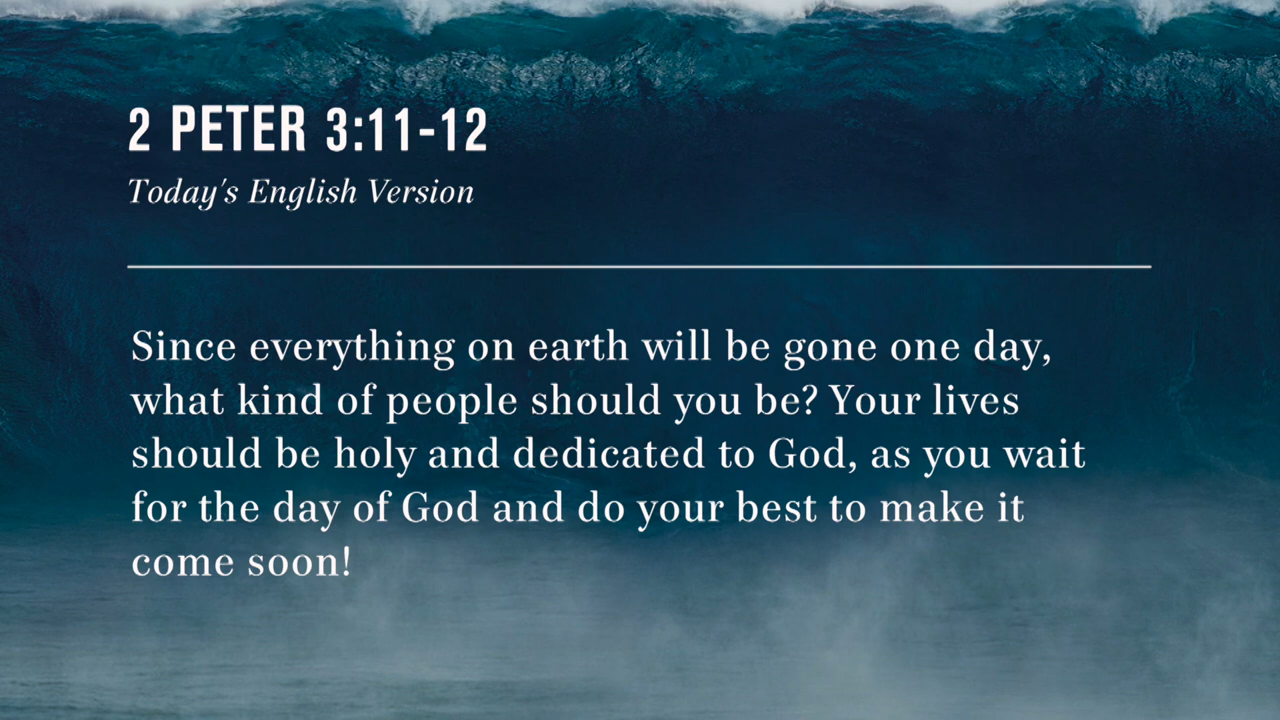 2 PETER 3:11-12
Today's English Version
Since everything on earth will be gone one day,
what kind of people should you be? Your lives
should be holy and dedicated to God, as you wait
for the day of God and do your best to make it
come soon!